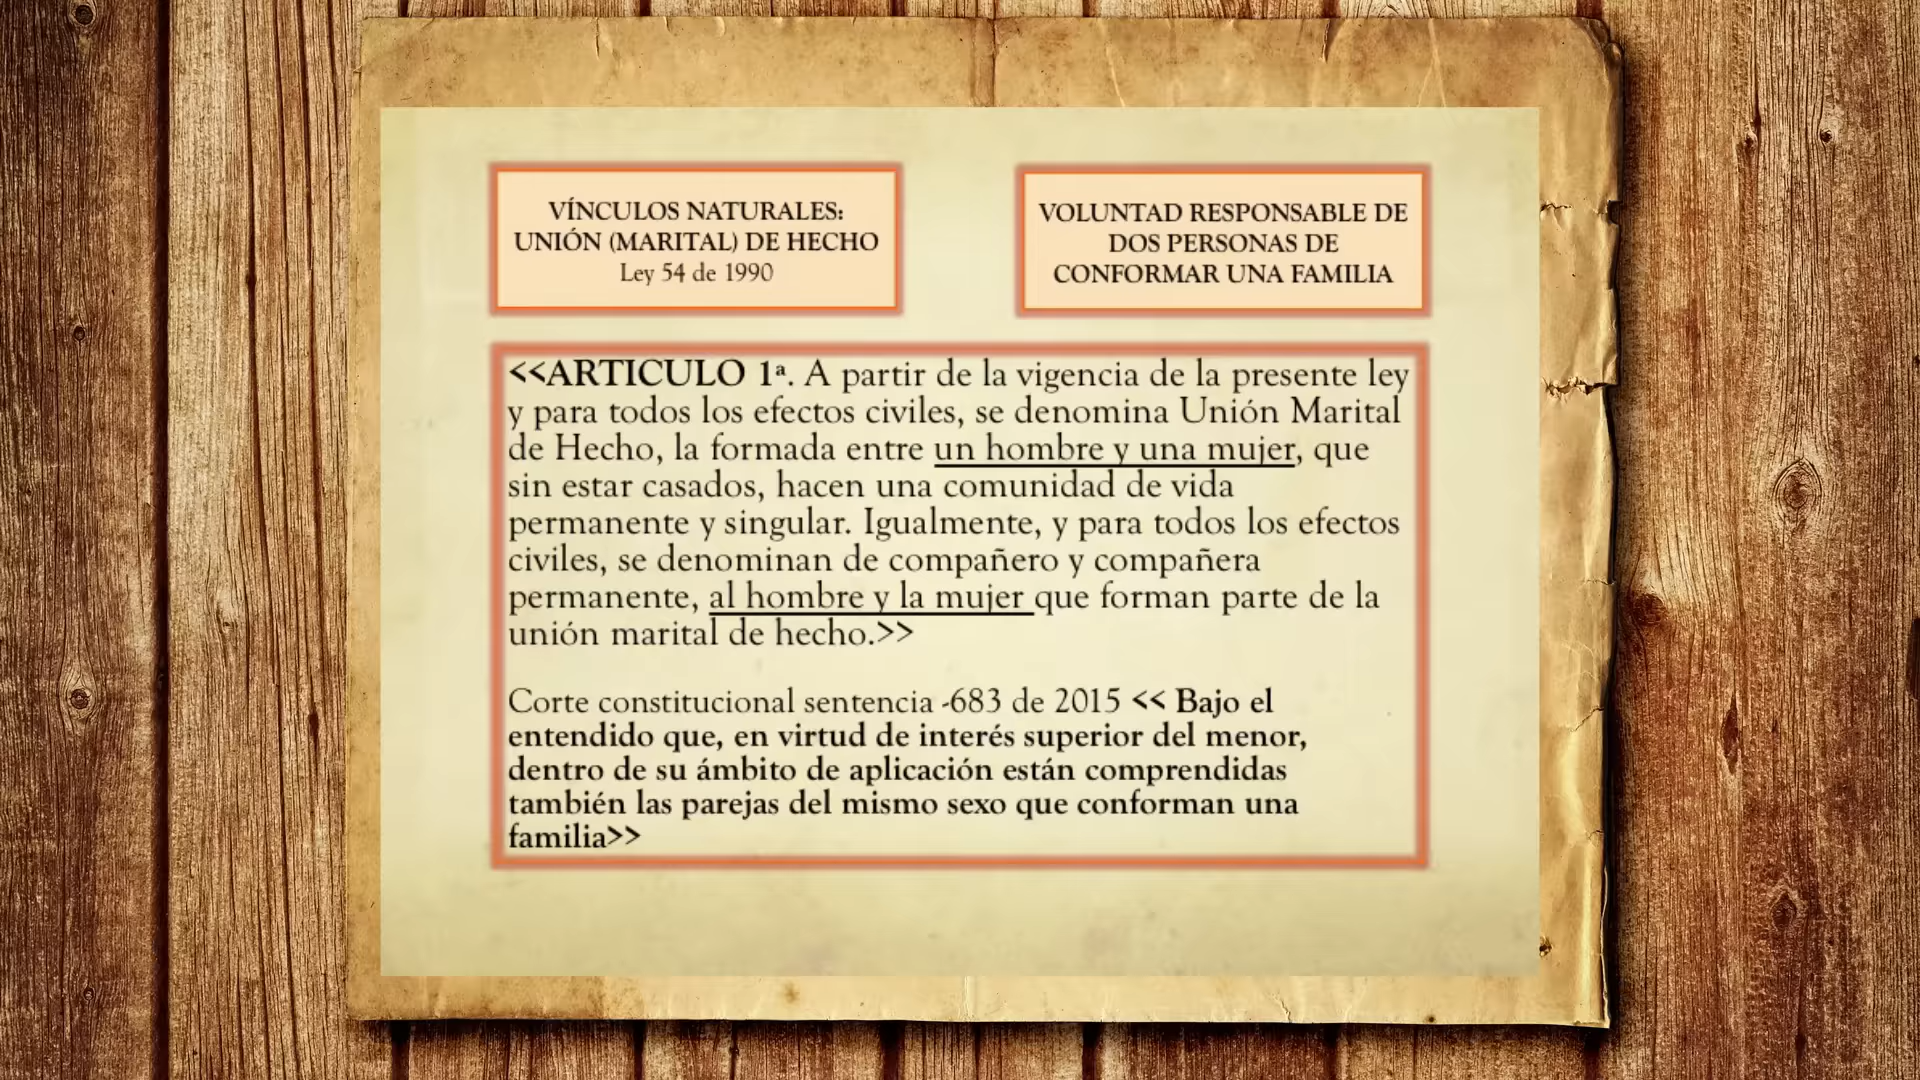 VÍNCULOS NATURALES:
UNIÓN (MARITAL) DE HECHO
Ley 54 de 1990
VOLUNTAD RESPONSABLE DE
DOS PERSONAS DE
CONFORMAR UNA FAMILIA
<<ARTICULO 1ª. A partir de la vigencia de la presente ley
y para todos los efectos civiles, se denomina Unión Marital
de Hecho, la formada entre un hombre y una mujer, que
sin estar casados, hacen una comunidad de vida
permanente y singular. Igualmente, y para todos los efectos
civiles, se denominan de compañero y compañera
permanente, al hombre y la mujer que forman parte de la
unión marital de hecho.>>
Corte constitucional sentencia -683 de 2015 << Bajo el
entendido que, en virtud de interés superior del menor,
dentro de su ámbito de aplicación están comprendidas
también las parejas del mismo sexo que conforman una
familia>>